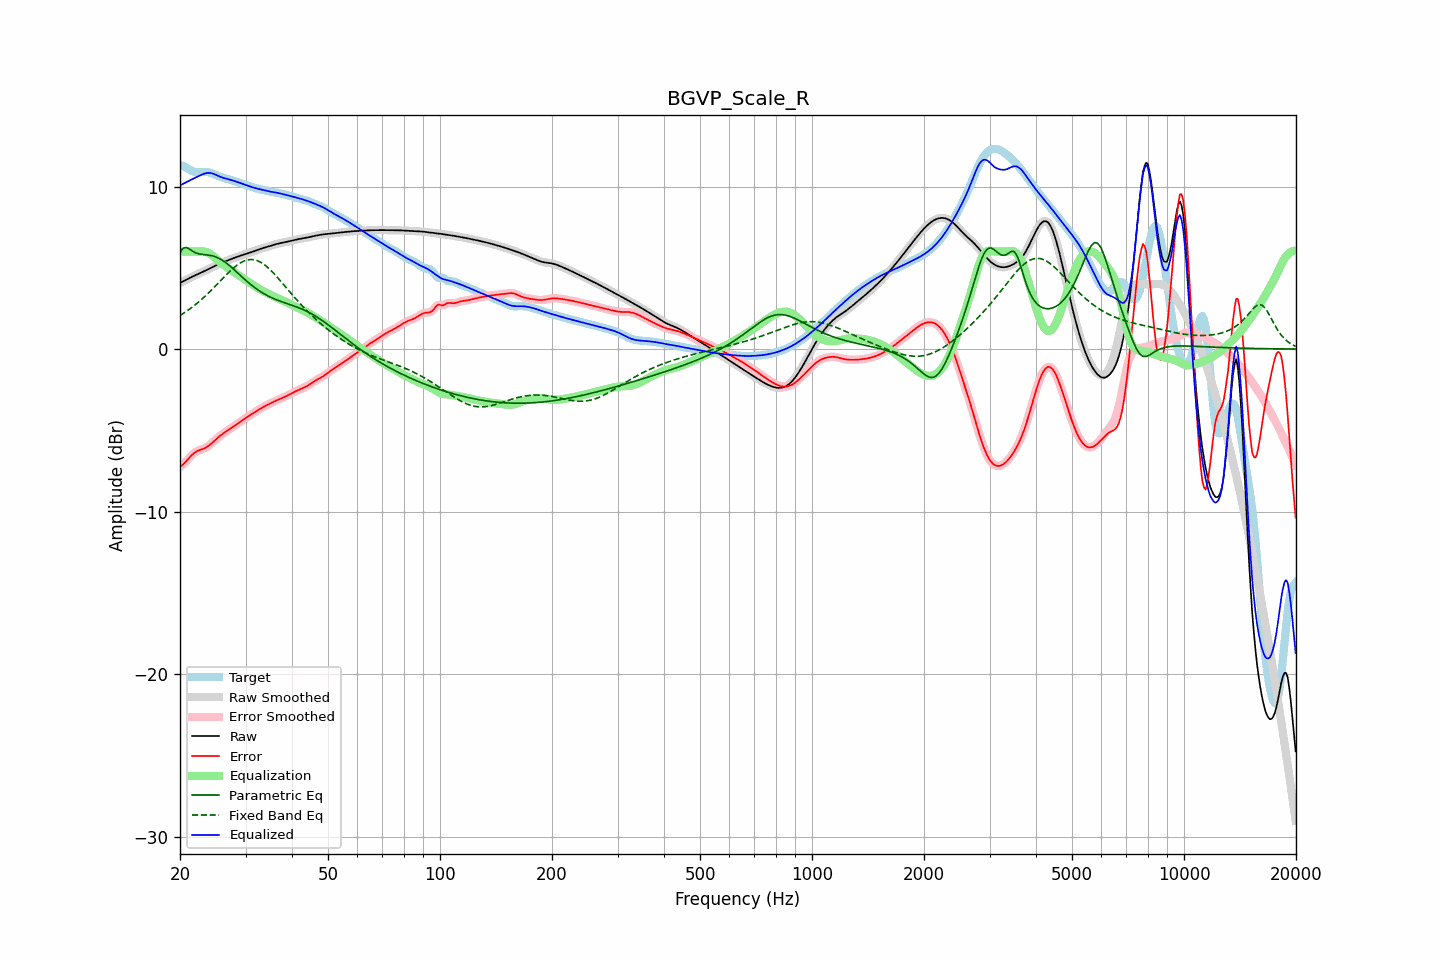 BGVP_Scale_R
Amplitude (dBr)
10
0
−10
−20
−30
Target
Raw Smoothed
Error Smoothed
Raw
Error
Equalization
Parametric Eq
Fixed Band Eq
Equalized
20 50 100 200 500 1000 2000 5000 10000 20000
Frequency (Hz)